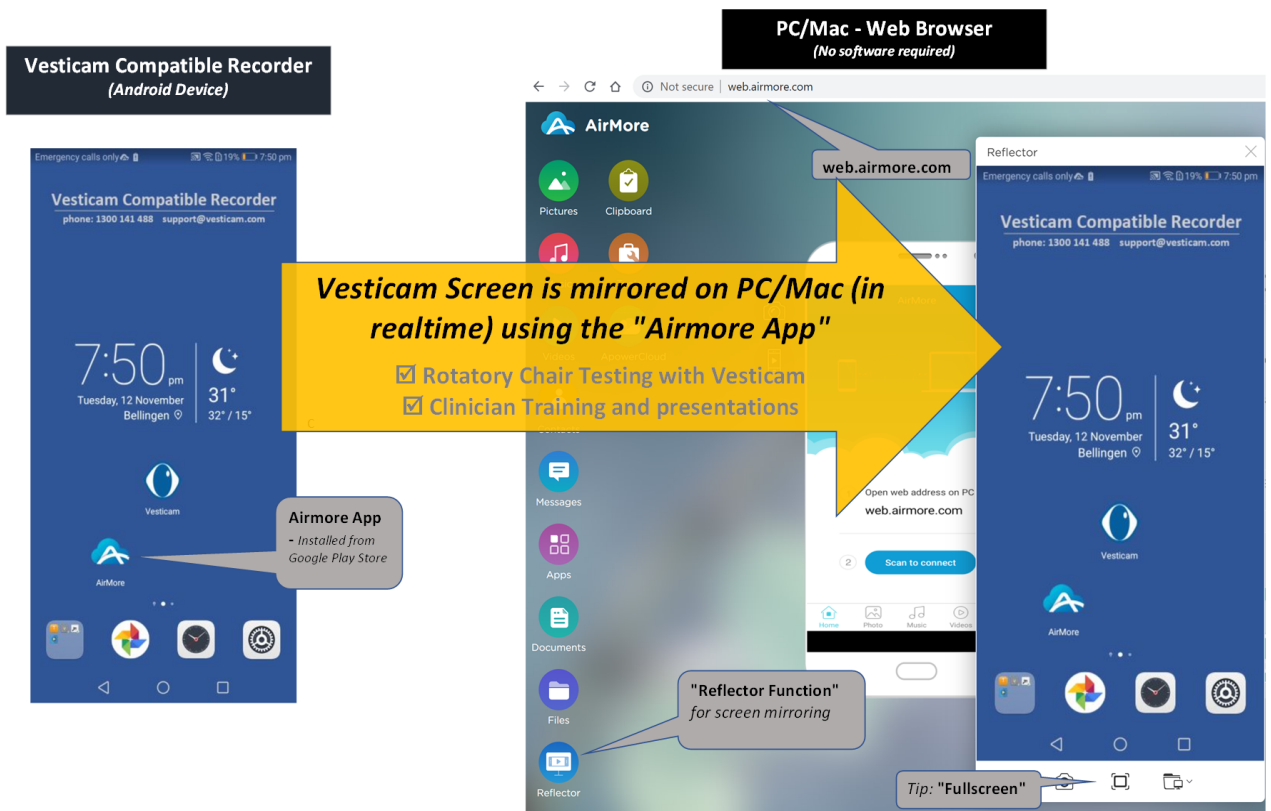 PC/Mac - Web Browser
(No software required)
Vesticam Compatible Recorder
(Android Device)
Not secure | web.airmore.com
AirMore
Pictures
Clipboard
web.airmore.com
Emergency calls only
19% 7:50 pm
Vesticam Compatible Recorder
phone: 1300 141 488 support@vesticam.com
7:50 pm
Tuesday, 12 November
Bellingen
31°
32° / 15°
Vesticam
AirMore
Airmore App
- Installed from
Google Play Store
Vesticam Screen is mirrored on PC/Mac (in
realtime) using the "Airmore App"
☑ Rotatory Chair Testing with Vesticam
☑ Clinician Training and presentations
AirMore
Videos
ApowerCloud
Contacts
Messages
Apps
Documents
Files
Reflector
Open web address on PC
web.airmore.com
2
Scan to connect
Home
Photo
Music
Videos
"Reflector Function"
for screen mirroring
Reflector
Emergency calls only
19% 7:50 pm
Vesticam Compatible Recorder
phone: 1300 141 488 support@vesticam.com
7:50 pm
Tuesday, 12 November
Bellingen
31°
32° / 15°
Vesticam
AirMore
Tip: "Fullscreen"